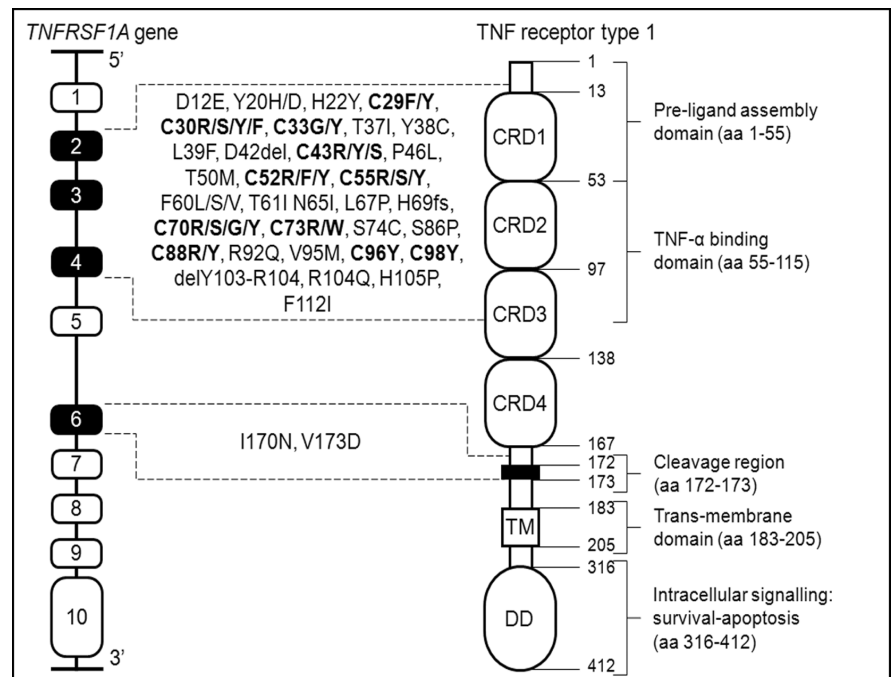 TNFRSF1A gene
5’
1
2
3
4
5
6
7
8
9
10
3’
D12E, Y20H/D, H22Y, C29F/Y,
C30R/S/Y/F, C33G/Y, T37I, Y38C,
L39F, D42del, C43R/Y/S, P46L,
T50M, C52R/F/Y, C55R/S/Y,
F60L/S/V, T61I N65I, L67P, H69fs,
C70R/S/G/Y, C73R/W, S74C, S86P,
C88R/Y, R92Q, V95M, C96Y, C98Y,
delY103-R104, R104Q, H105P,
F112I
I170N, V173D
TNF receptor type 1
CRD1
CRD2
CRD3
CRD4
TM
DD
1
13
53
97
138
167
172
173
183
205
316
412
Pre-ligand assembly
domain (aa 1-55)
TNF-α binding
domain (aa 55-115)
Cleavage region
(aa 172-173)
Trans-membrane
domain (aa 183-205)
Intracellular signalling:
survival-apoptosis
(aa 316-412)